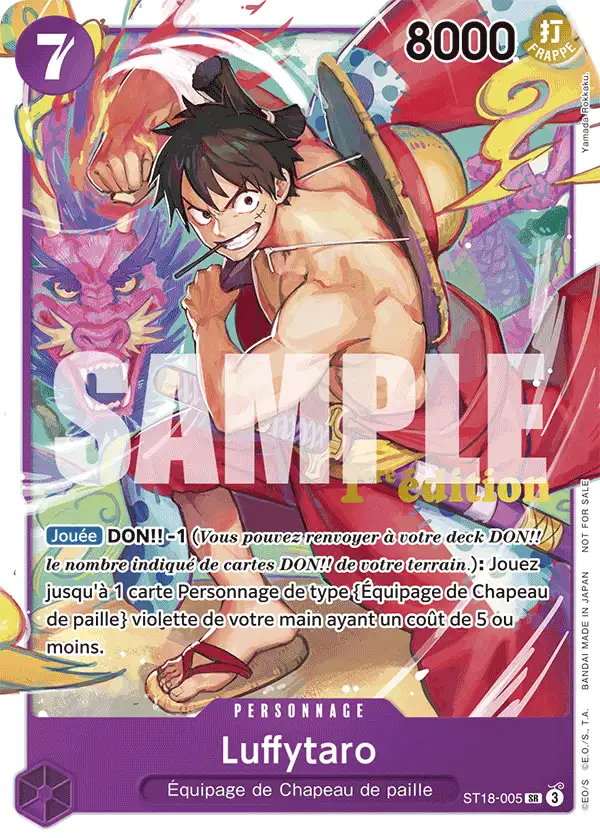 7
8000
打
FRAPPE
Yamada Rokkaku.
SAMPLE
1re édition
Jouée DON!! -1 (Vous pouvez renvoyer à votre deck DON!!
le nombre indiqué de cartes DON!! de votre terrain.): Jouez
jusqu'à 1 carte Personnage de type {Équipage de Chapeau
de paille} violette de votre main ayant un coût de 5 ou
moins.
PERSONNAGE
Luffytaro
Équipage de Chapeau de paille
ST18-005 SR 3
©E.O/S ©E.O./S., T.A. BANDAI MADE IN JAPAN NOT FOR SALE